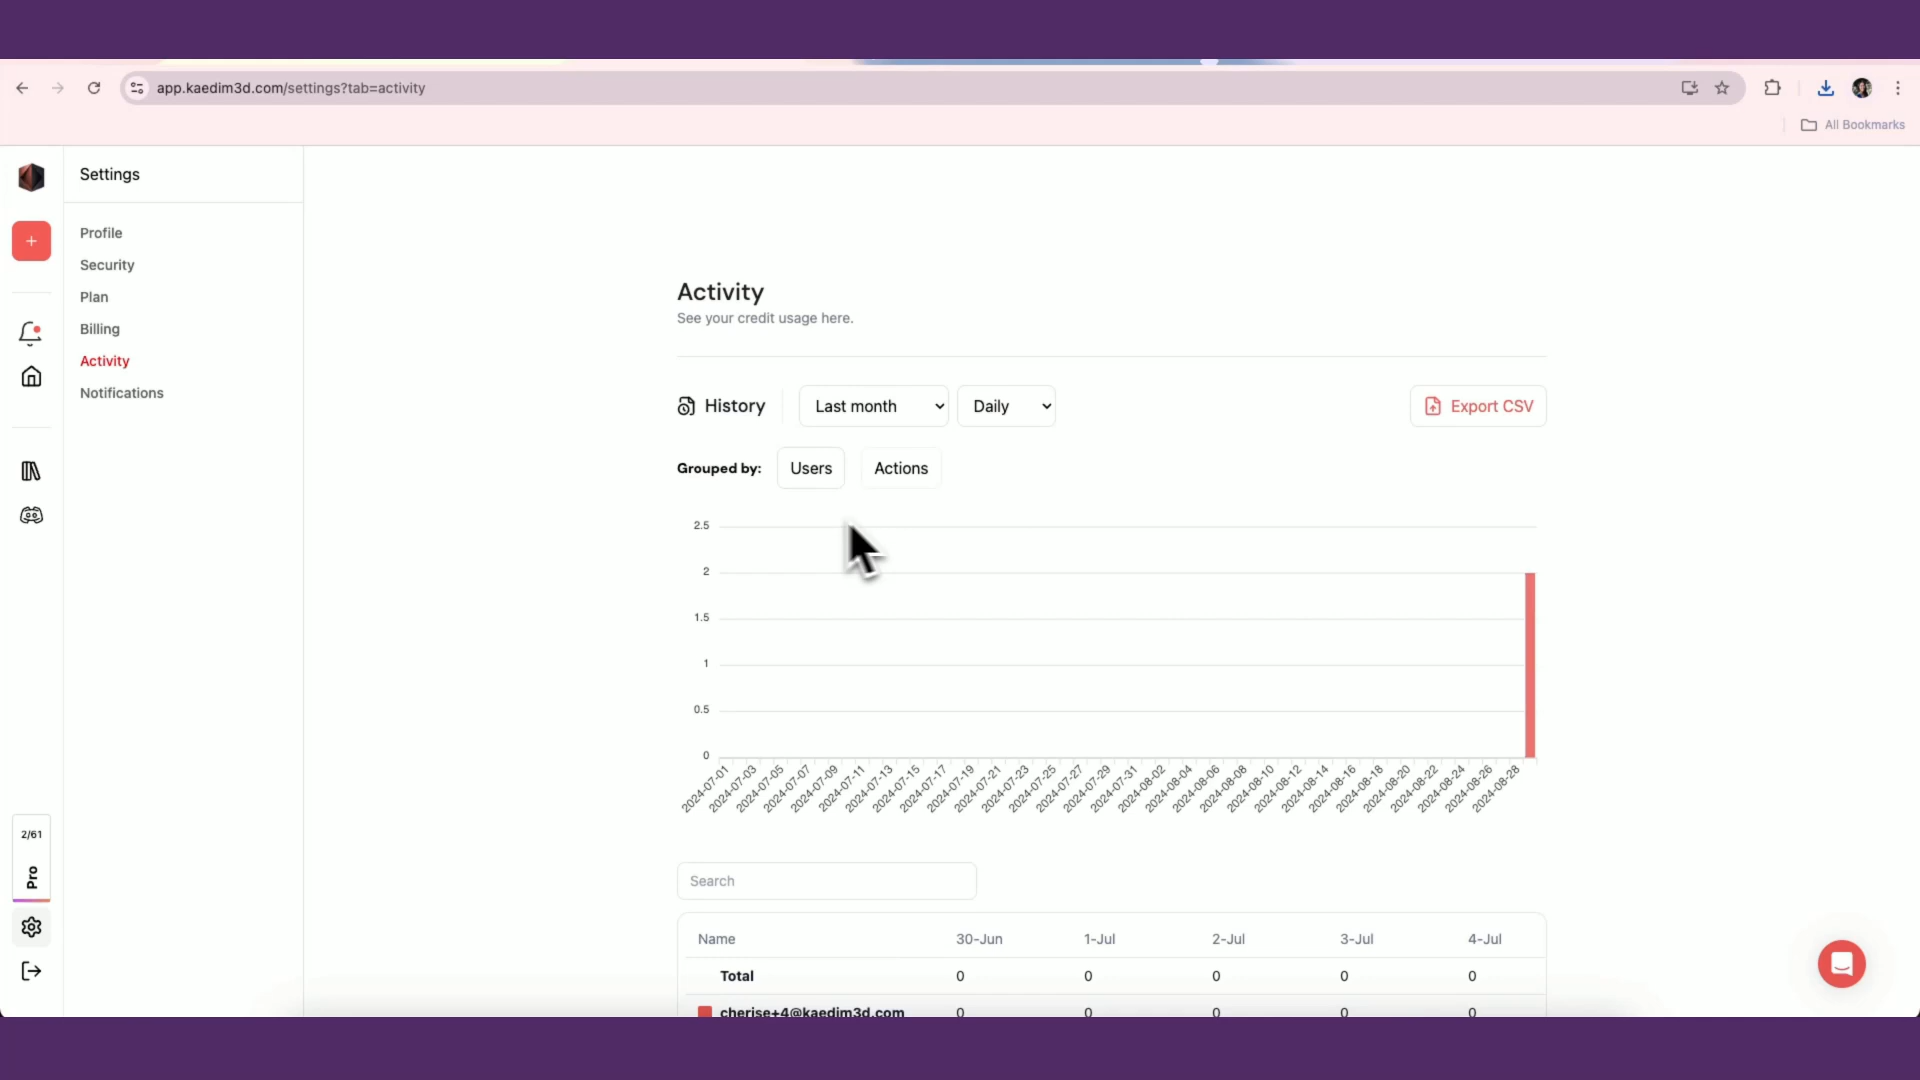 app.kaedim3d.com/settings?tab=activity
All Bookmarks
Settings
Profile
Security
Plan
Billing
Activity
Notifications
2/61
Pro
Activity
See your credit usage here.
History
Last month
Daily
Export CSV
Grouped by:
Users
Actions
2.5
2
1.5
1
0.5
0
2024-07-01
2024-07-03
2024-07-05
2024-07-07
2024-07-09
2024-07-11
2024-07-13
2024-07-15
2024-07-17
2024-07-19
2024-07-21
2024-07-23
2024-07-25
2024-07-27
2024-07-29
2024-07-31
2024-08-02
2024-08-04
2024-08-06
2024-08-08
2024-08-10
2024-08-12
2024-08-14
2024-08-16
2024-08-18
2024-08-20
2024-08-22
2024-08-24
2024-08-26
2024-08-28
Search
Name 30-Jun 1-Jul 2-Jul 3-Jul 4-Jul
Total 0 0 0 0 0
cherise+4@kaedim3d.com 0 0 0 0 0